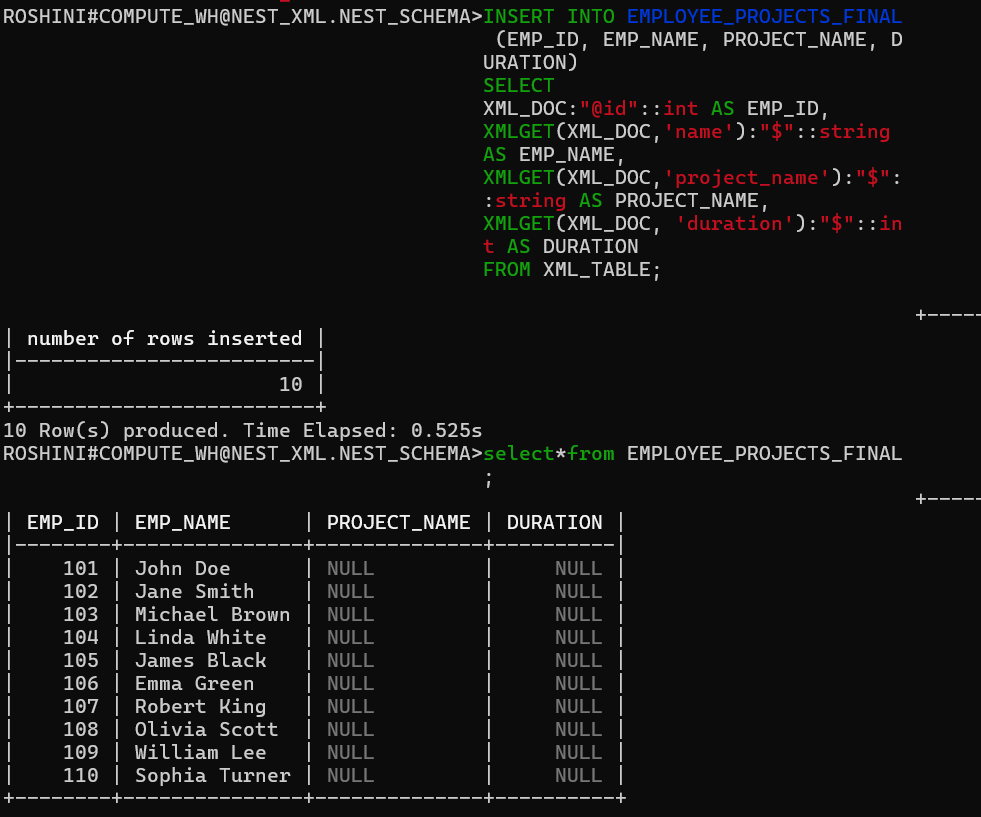 ROSHINI#COMPUTE_WH@NEST_XML.NEST_SCHEMA>INSERT INTO EMPLOYEE_PROJECTS_FINAL
(EMP_ID, EMP_NAME, PROJECT_NAME, D
URATION)
SELECT
XML_DOC:"@id"::int AS EMP_ID,
XMLGET(XML_DOC,'name'):"$"::string
AS EMP_NAME,
XMLGET(XML_DOC,'project_name'):"$":
:string AS PROJECT_NAME,
XMLGET(XML_DOC, 'duration'):"$"::in
t AS DURATION
FROM XML_TABLE;
+-----
| number of rows inserted |
|-------------------------|
| 10 |
+-------------------------+
10 Row(s) produced. Time Elapsed: 0.525s
ROSHINI#COMPUTE_WH@NEST_XML.NEST_SCHEMA>select*from EMPLOYEE_PROJECTS_FINAL
;
+-----
| EMP_ID | EMP_NAME | PROJECT_NAME | DURATION |
|--------+---------------+--------------+----------|
| 101 | John Doe | NULL | NULL |
| 102 | Jane Smith | NULL | NULL |
| 103 | Michael Brown | NULL | NULL |
| 104 | Linda White | NULL | NULL |
| 105 | James Black | NULL | NULL |
| 106 | Emma Green | NULL | NULL |
| 107 | Robert King | NULL | NULL |
| 108 | Olivia Scott | NULL | NULL |
| 109 | William Lee | NULL | NULL |
| 110 | Sophia Turner | NULL | NULL |
+--------+---------------+--------------+----------+